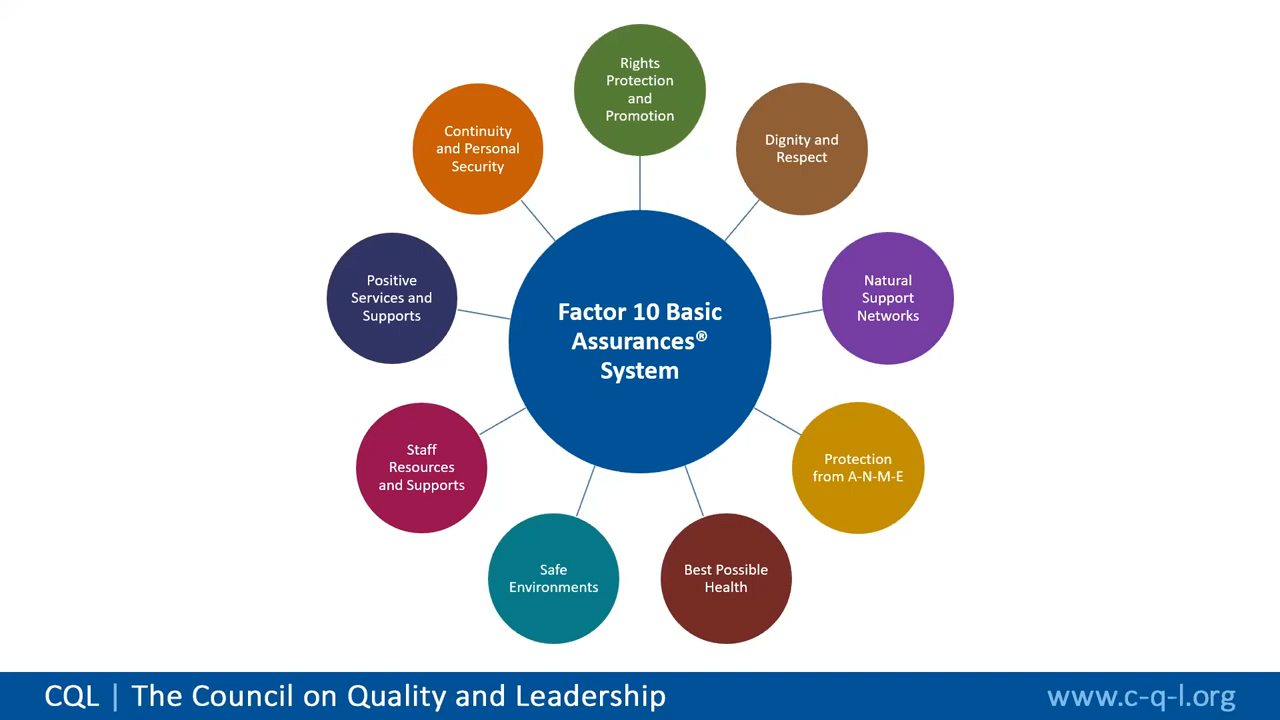 Rights
Protection
and
Promotion
Dignity and
Respect
Natural
Support
Networks
Protection
from A-N-M-E
Best Possible
Health
Safe
Environments
Staff
Resources
and Supports
Positive
Services and
Supports
Continuity
and Personal
Security
Factor 10 Basic
Assurances®
System
CQL | The Council on Quality and Leadership
www.c-q-l.org